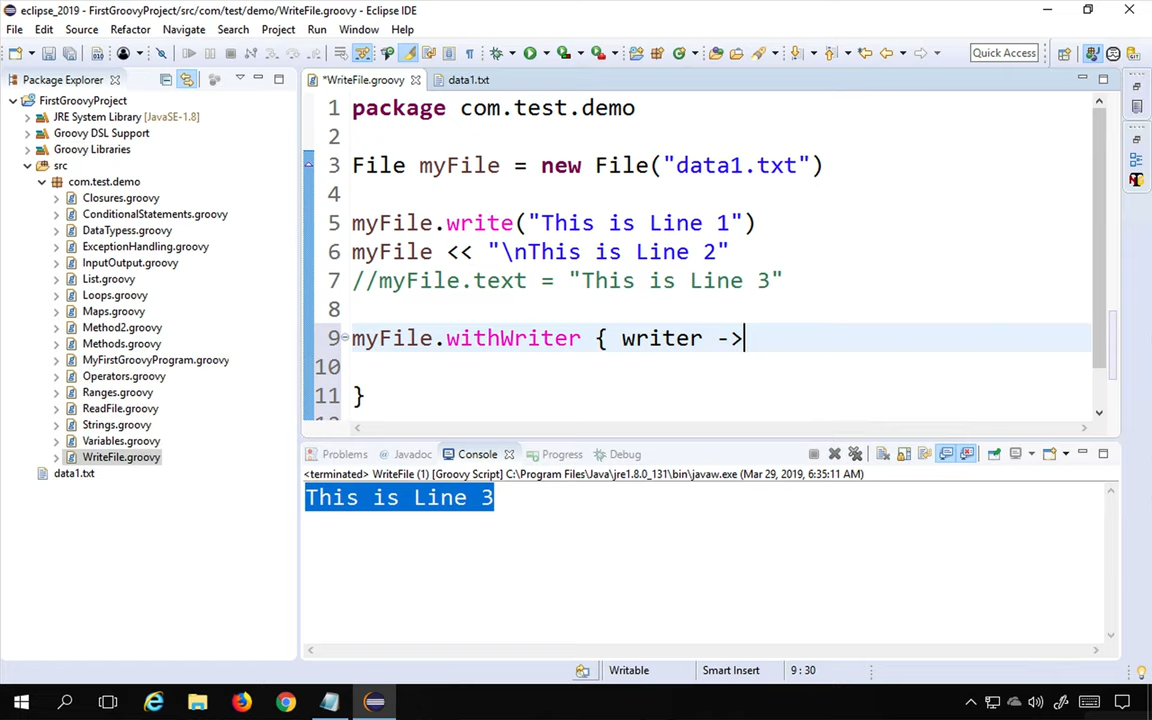 eclipse_2019 - FirstGroovyProject/src/com/test/demo/WriteFile.groovy - Eclipse IDE
File Edit Source Refactor Navigate Search Project Run Window Help
Quick Access
Package Explorer
FirstGroovyProject
JRE System Library [JavaSE-1.8]
Groovy DSL Support
Groovy Libraries
src
com.test.demo
Closures.groovy
ConditionalStatements.groovy
DataTypess.groovy
ExceptionHandling.groovy
InputOutput.groovy
List.groovy
Loops.groovy
Maps.groovy
Method2.groovy
Methods.groovy
MyFirstGroovyProgram.groovy
Operators.groovy
Ranges.groovy
ReadFile.groovy
Strings.groovy
Variables.groovy
WriteFile.groovy
data1.txt
*WriteFile.groovy data1.txt
1 package com.test.demo
2
3 File myFile = new File("data1.txt")
4
5 myFile.write("This is Line 1")
6 myFile << "\nThis is Line 2"
7 //myFile.text = "This is Line 3"
8
9 myFile.withWriter { writer ->
10
11 }
Problems Javadoc Console Progress Debug
<terminated> WriteFile (1) [Groovy Script] C:\Program Files\Java\jre1.8.0_131\bin\javaw.exe (Mar 29, 2019, 6:35:11 AM)
This is Line 3
Writable Smart Insert 9 : 30